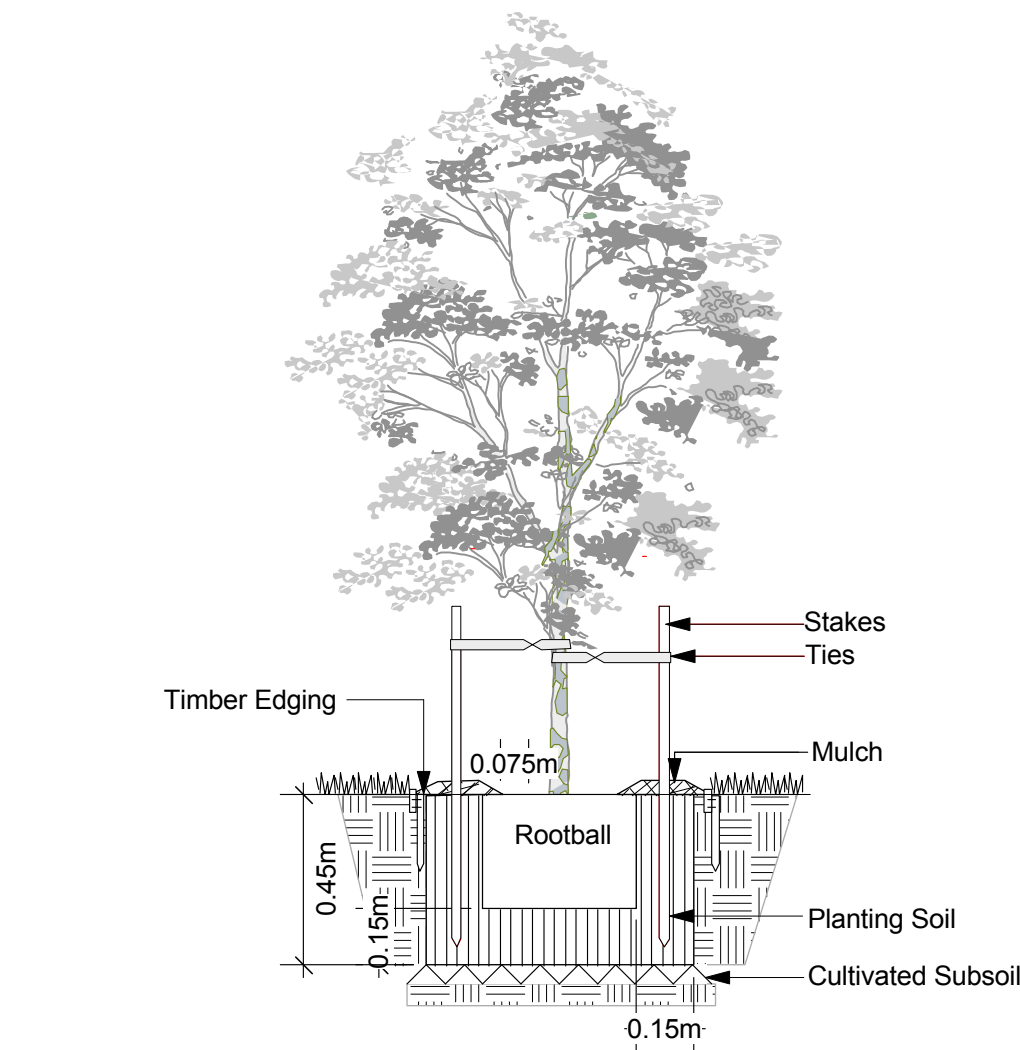 Stakes
Ties
Timber Edging
Mulch
0.075m
Rootball
0.45m
0.15m
Planting Soil
Cultivated Subsoil
0.15m